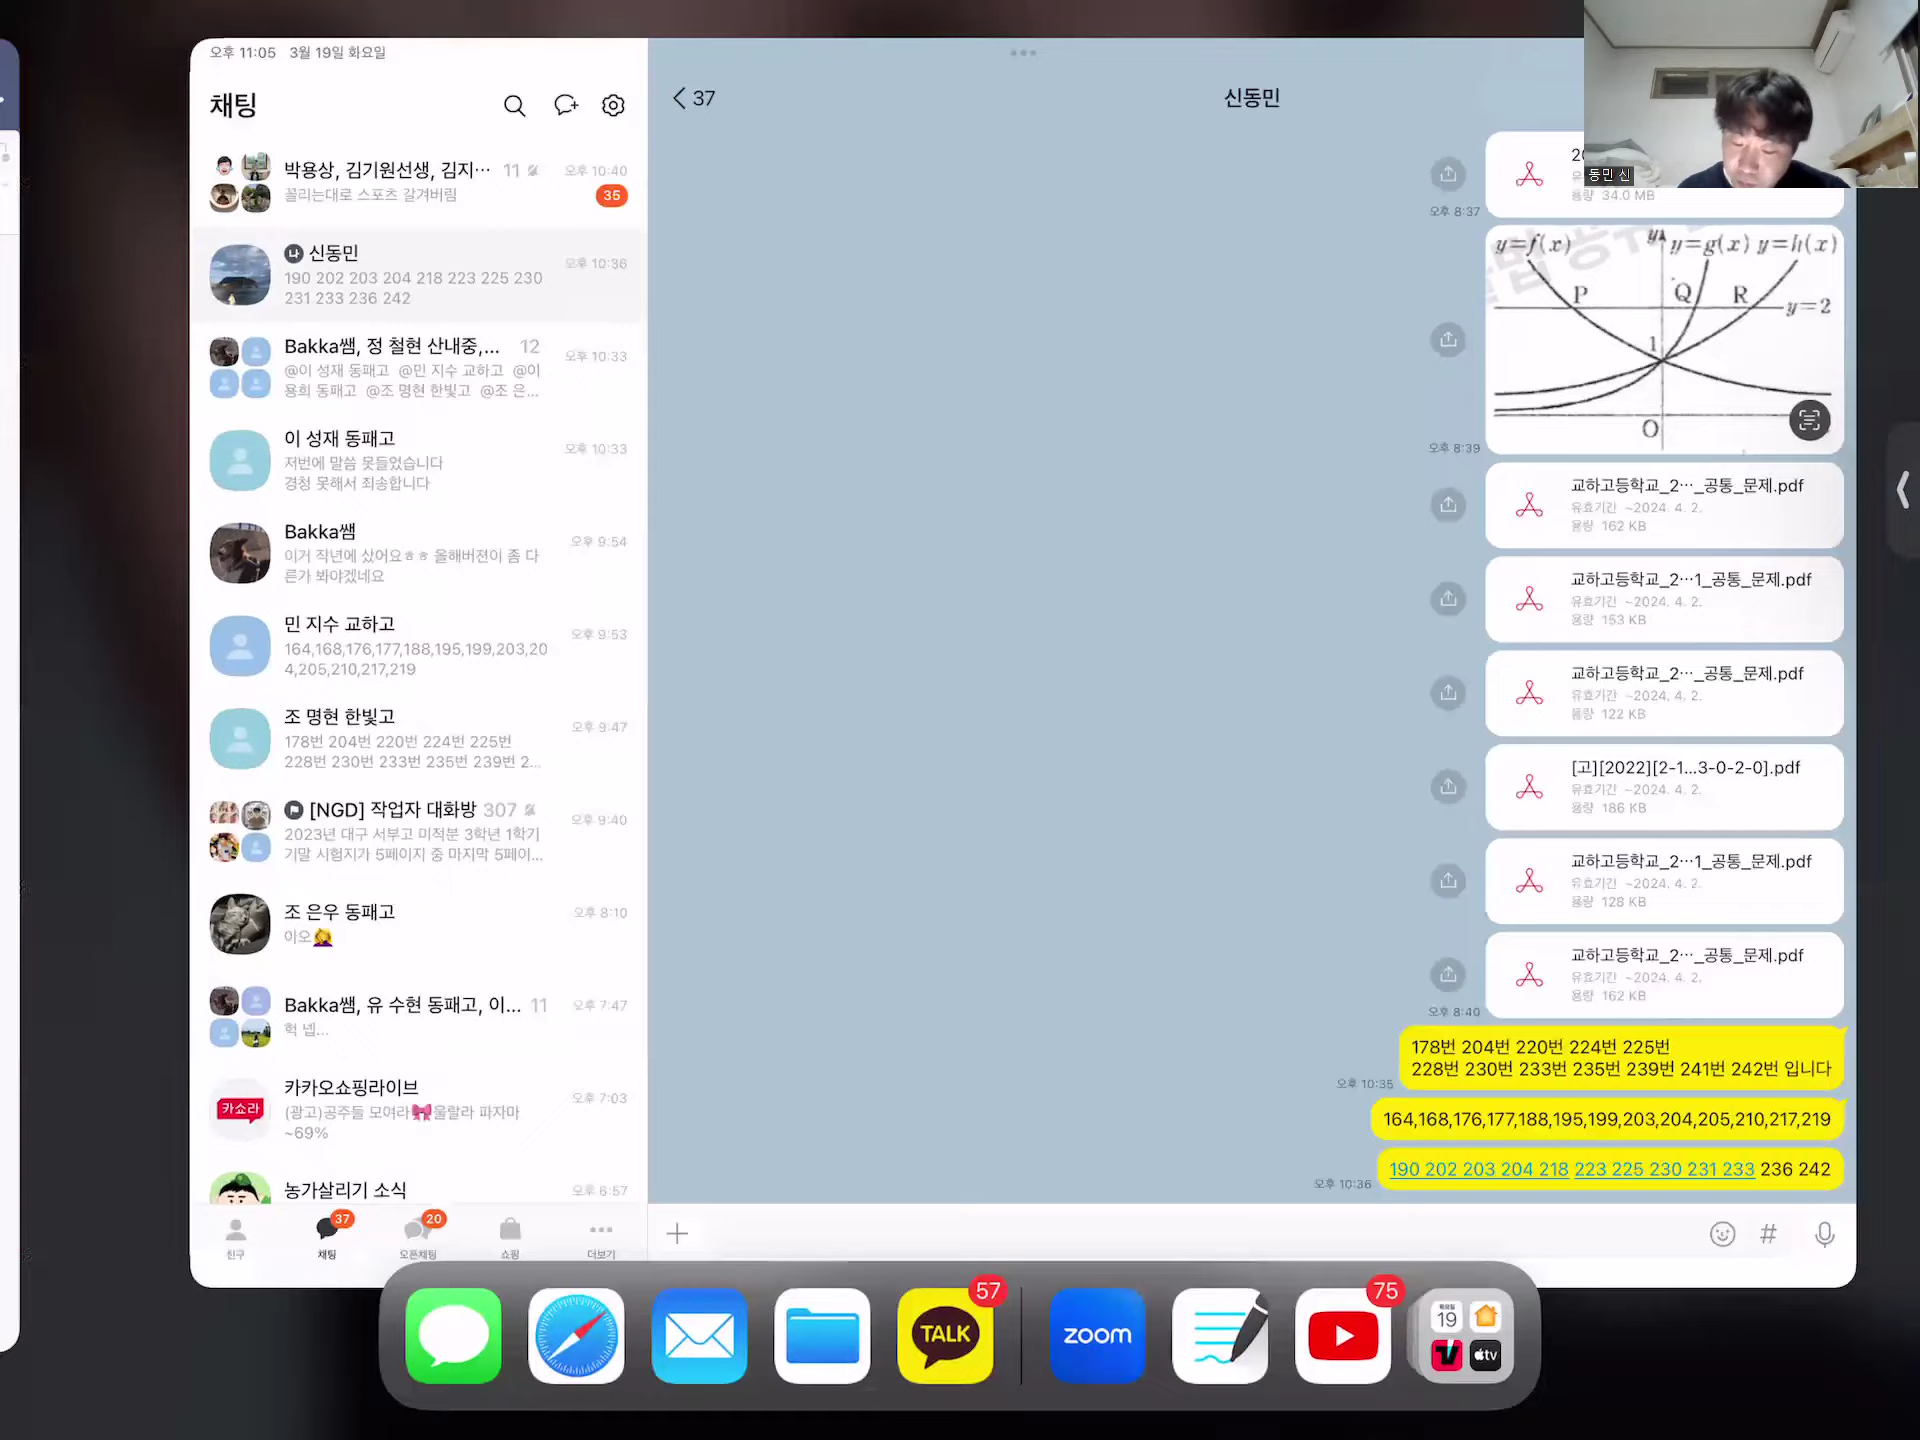 오후 11:05 3월 19일 화요일
채팅
박용상, 김기원선생, 김지··· 11
오후 10:40
꼴리는대로 스포츠 갈겨버림
35
나 신동민
오후 10:36
190 202 203 204 218 223 225 230
231 233 236 242
Bakka쌤, 정 철현 산내중,... 12
오후 10:33
@이 성재 동패고 @민 지수 교하고 @이
용희 동패고 @조 명현 한빛고 @조 은...
이 성재 동패고
오후 10:33
저번에 말씀 못들었습니다
경청 못해서 죄송합니다
Bakka쌤
오후 9:54
이거 작년에 샀어요ㅎㅎ 올해버젼이 좀 다
른가 봐야겠네요
민 지수 교하고
오후 9:53
164,168,176,177,188,195,199,203,20
4,205,210,217,219
조 명현 한빛고
오후 9:47
178번 204번 220번 224번 225번
228번 230번 233번 235번 239번 2...
[NGD] 작업자 대화방 307
오후 9:40
2023년 대구 서부고 미적분 3학년 1학기
기말 시험지가 5페이지 중 마지막 5페이...
조 은우 동패고
오후 8:10
이오
Bakka쌤, 유 수현 동패고, 이... 11
오후 7:47
헉 넵...
카쇼라
카카오쇼핑라이브
오후 7:03
(광고)공주들 모여라 울랄라 파자마
~69%
농가살리기 소식
오후 6:57
37
20
친구
채팅
오픈채팅
쇼핑
더보기
37
신동민
동민 신
용량 34.0 MB
오후 8:37
y=f(x) y y=g(x) y=h(x)
P Q R
y=2
1
O
오후 8:39
교하고등학교_2···_공통_문제.pdf
유효기간 ~2024. 4. 2.
용량 162 KB
교하고등학교_2···1_공통_문제.pdf
유효기간 ~2024. 4. 2.
용량 153 KB
교하고등학교_2···_공통_문제.pdf
유효기간 ~2024. 4. 2.
용량 122 KB
[고][2022][2-1...3-0-2-0].pdf
유효기간 ~2024. 4. 2.
용량 186 KB
교하고등학교_2···1_공통_문제.pdf
유효기간 ~2024. 4. 2.
용량 128 KB
교하고등학교_2···_공통_문제.pdf
유효기간 ~2024. 4. 2.
용량 162 KB
오후 8:40
178번 204번 220번 224번 225번
228번 230번 233번 235번 239번 241번 242번 입니다
오후 10:35
164,168,176,177,188,195,199,203,204,205,210,217,219
190 202 203 204 218 223 225 230 231 233 236 242
오후 10:36
#
TALK
57
zoom
75
화요일
19
tv